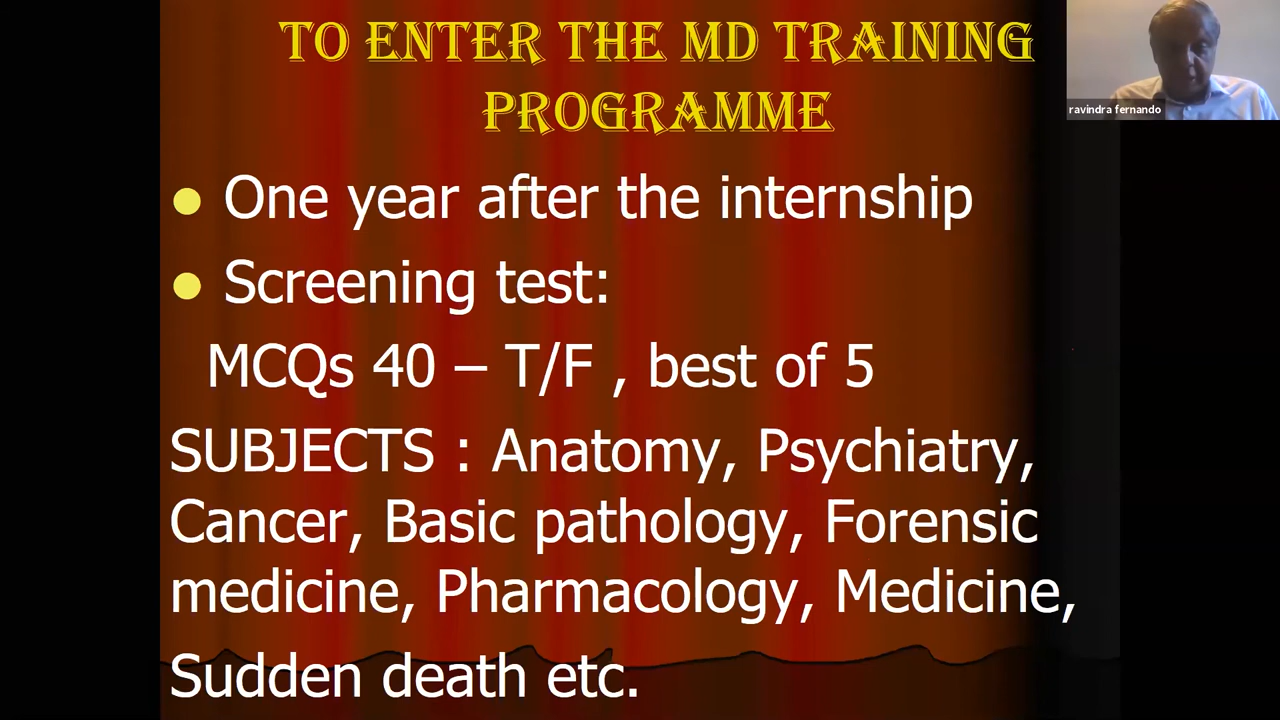 TO ENTER THE MD TRAINING
PROGRAMME
ravindra fernando
• One year after the internship
• Screening test:
MCQs 40 – T/F , best of 5
SUBJECTS : Anatomy, Psychiatry,
Cancer, Basic pathology, Forensic
medicine, Pharmacology, Medicine,
Sudden death etc.